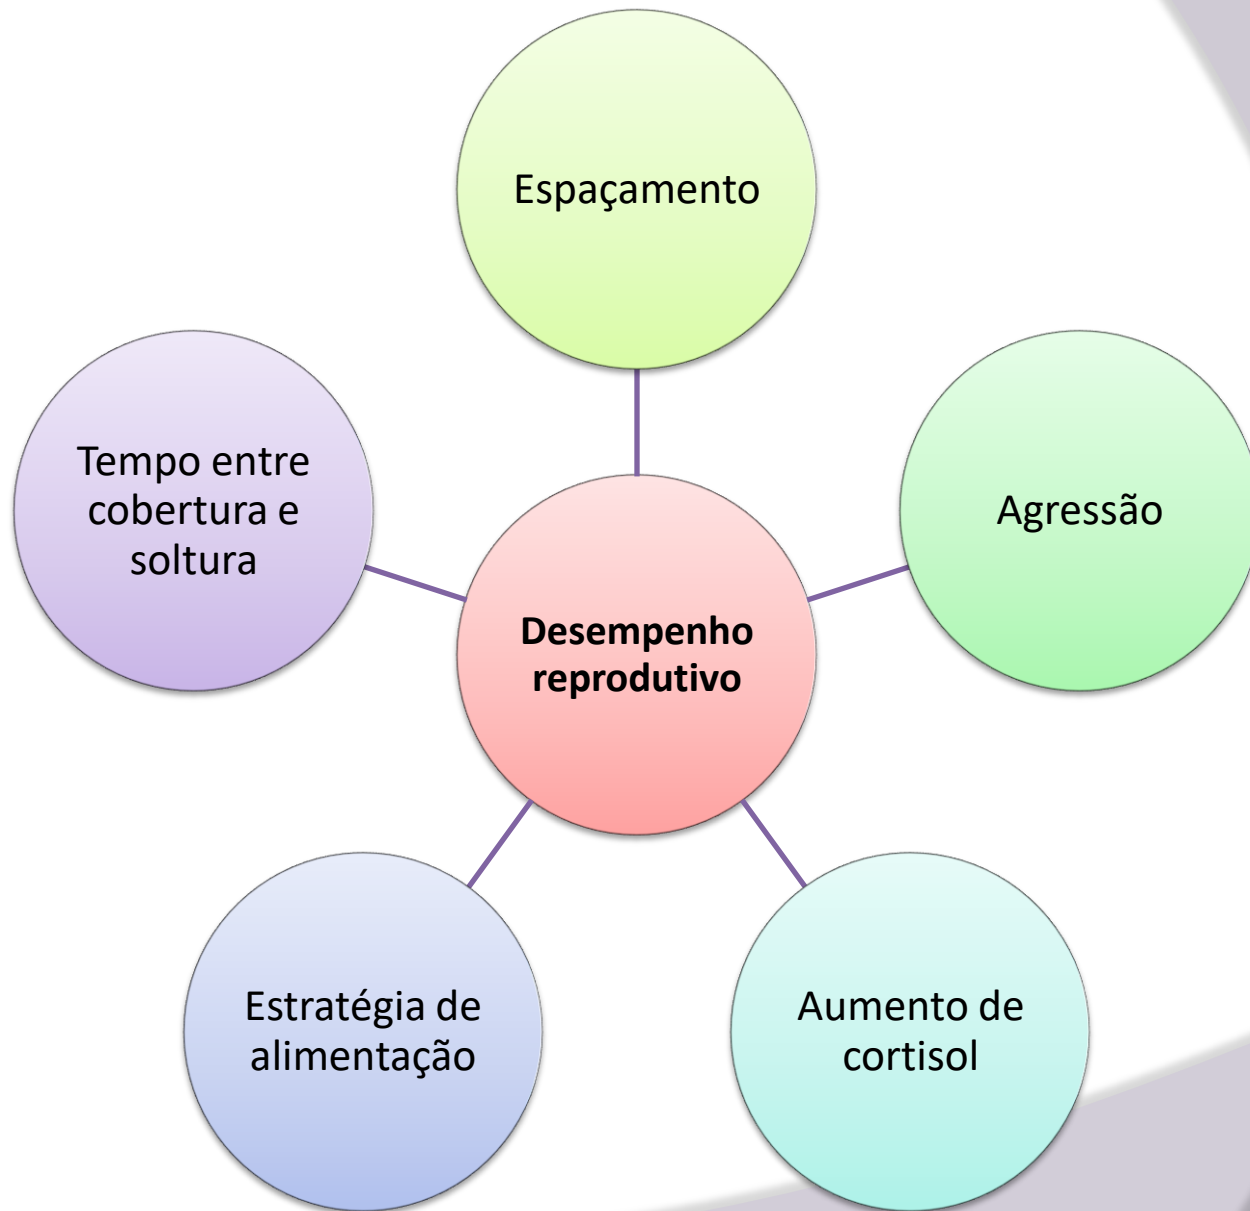 Espaçamento
Tempo entre
cobertura e
soltura
Agressão
Desempenho
reprodutivo
Estratégia de
alimentação
Aumento de
cortisol